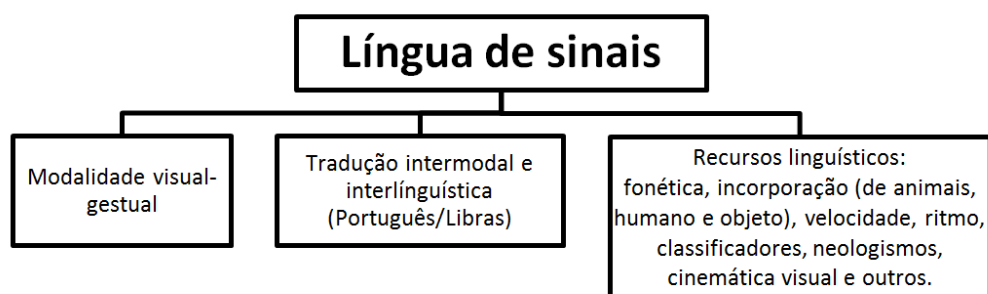 Língua de sinais
Modalidade visual-
gestual
Tradução intermodal e
interlínguística
(Português/Libras)
Recursos linguísticos:
fonética, incorporação (de animais,
humano e objeto), velocidade, ritmo,
classificadores, neologismos,
cinemática visual e outros.